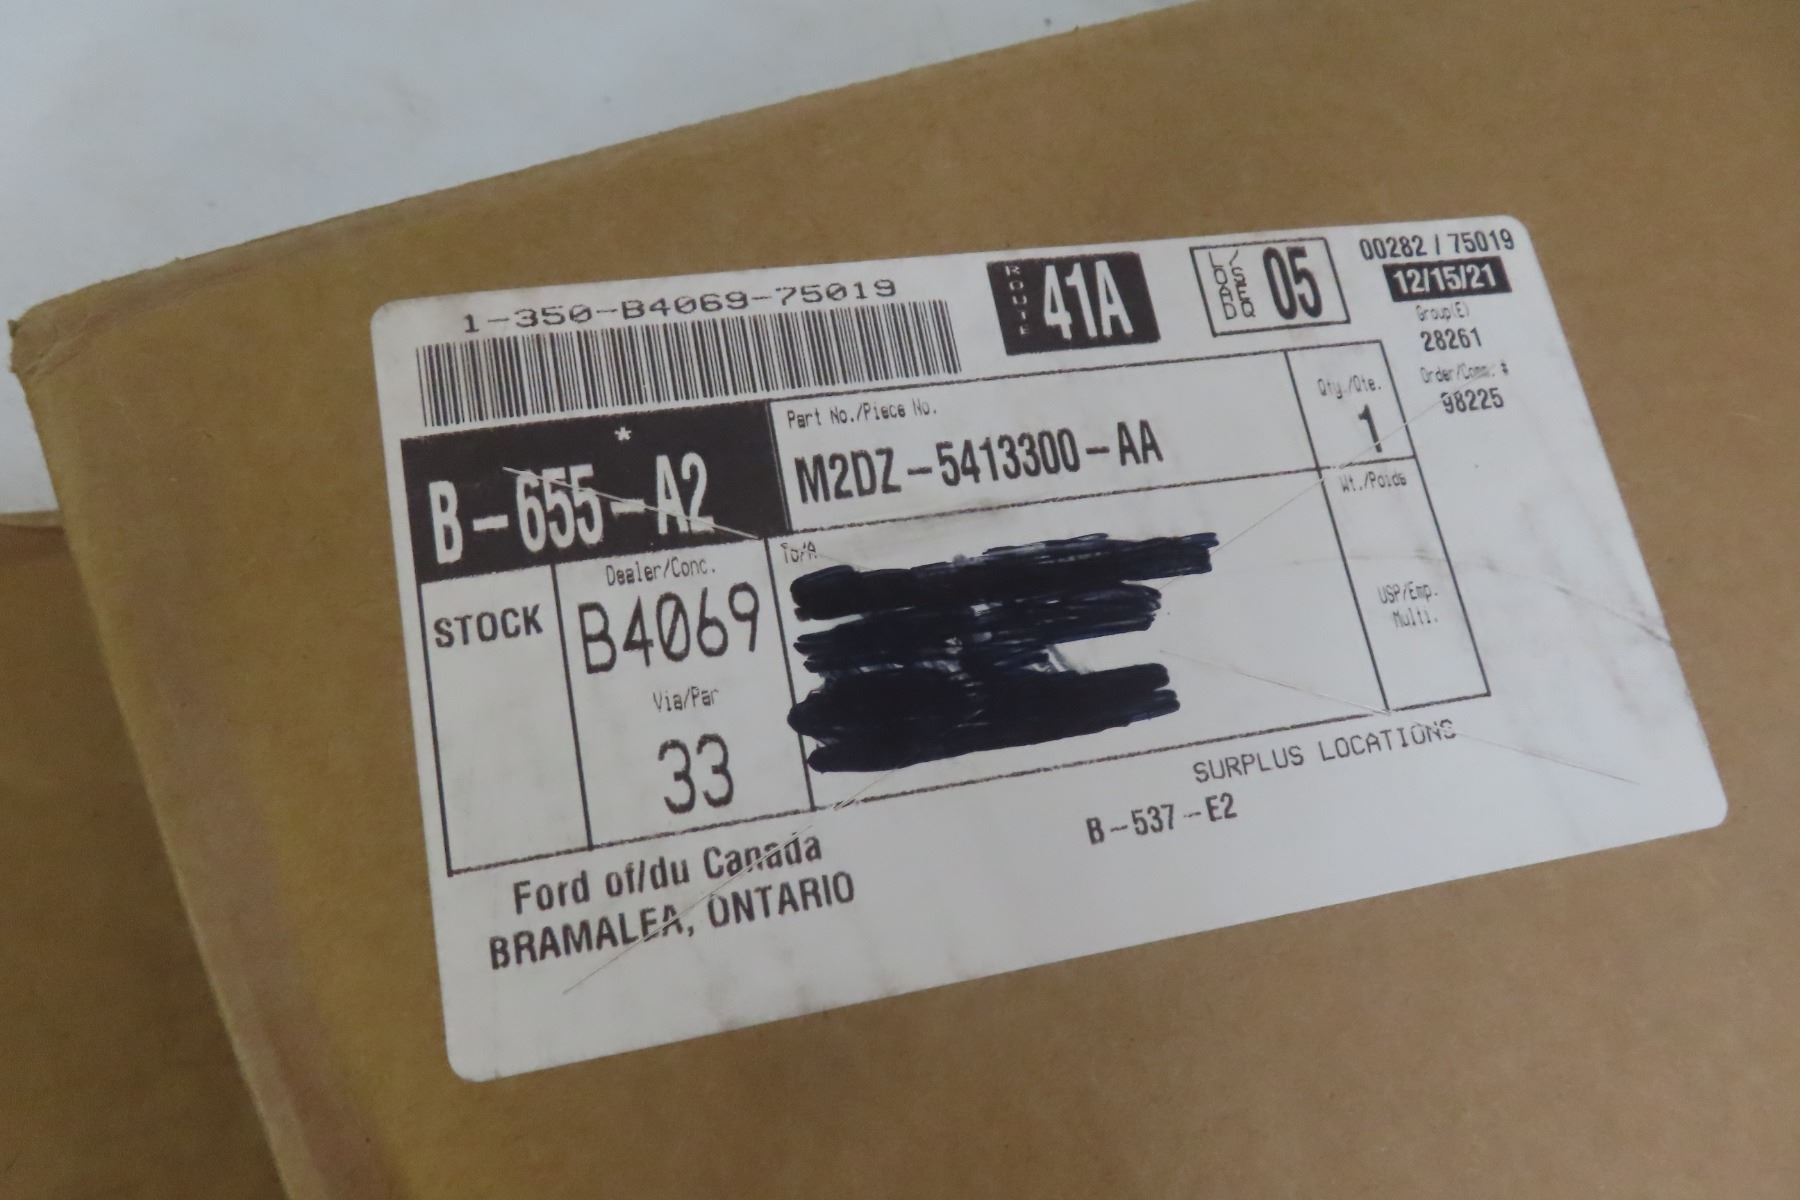 1-350-B4069-75019
ROUTE 41A
LOAD/SEQ 05
00282 / 75019
12/15/21
Group(E)
28261
Order/Comm. #
98225
*
B-655-A2
Part No./Piece No.
M2DZ-5413300-AA
Qty./Qte.
1
Wt./Poids
USP/Emp.
Multi.
STOCK
Dealer/Conc.
B4069
Via/Par
33
To/A
SURPLUS LOCATIONS
B-537-E2
Ford of/du Canada
BRAMALEA, ONTARIO